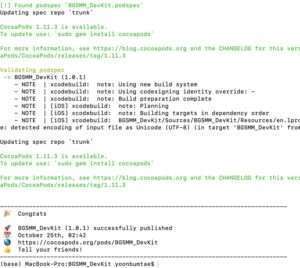 [!] Found podspec `BGSMM_DevKit.podspec`
Updating spec repo `trunk`
CocoaPods 1.11.3 is available.
To update use: `sudo gem install cocoapods`
For more information, see https://blog.cocoapods.org and the CHANGELOG for this vers
aPods/CocoaPods/releases/tag/1.11.3
Validating podspec
-> BGSMM_DevKit (1.0.1)
- NOTE | xcodebuild: note: Using new build system
- NOTE | xcodebuild: note: Using codesigning identity override: -
- NOTE | xcodebuild: note: Build preparation complete
- NOTE | [iOS] xcodebuild: note: Planning
- NOTE | [iOS] xcodebuild: note: Building targets in dependency order
- NOTE | [iOS] xcodebuild: BGSMM_DevKit/Sources/BGSMM_DevKit/Resources/en.lpro
e: detected encoding of input file as Unicode (UTF-8) (in target 'BGSMM_DevKit' from
Updating spec repo `trunk`
CocoaPods 1.11.3 is available.
To update use: `sudo gem install cocoapods`
For more information, see https://blog.cocoapods.org and the CHANGELOG for this vers
aPods/CocoaPods/releases/tag/1.11.3
🎉 Congrats
🚀 BGSMM_DevKit (1.0.1) successfully published
📅 October 25th, 02:43
🌎 https://cocoapods.org/pods/BGSMM_DevKit
👍 Tell your friends!
(base) MacBook-Pro:BGSMM_DevKit yoonbumtae$